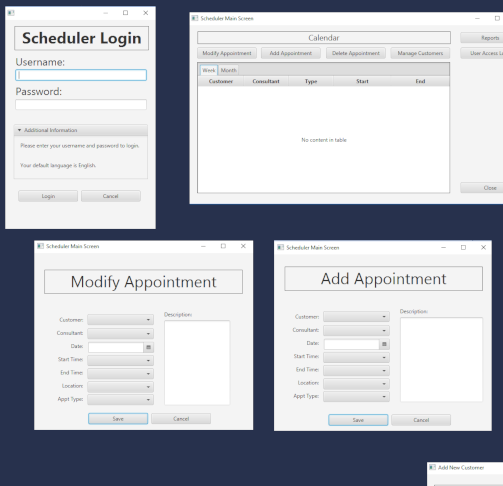 Scheduler Login
Username:
Password:
Additional Information
Please enter your username and password to login.
Your default language is English.
Login Cancel
Scheduler Main Screen
Calendar
Reports
Modify Appointment Add Appointment Delete Appointment Manage Customers User Access
Week Month
Customer Consultant Type Start End
No content in table
Close
Scheduler Main Screen
Modify Appointment
Customer:
Consultant:
Date:
Start Time:
End Time:
Location:
Appt Type:
Description:
Save Cancel
Scheduler Main Screen
Add Appointment
Customer:
Consultant:
Date:
Start Time:
End Time:
Location:
Appt Type:
Description:
Save Cancel
Add New Customer